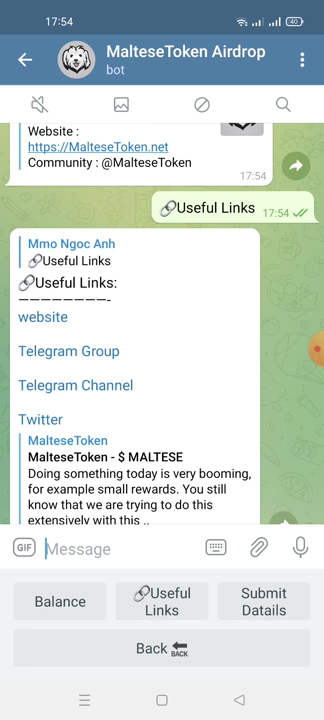 17:54
40
MalteseToken Airdrop
bot
Website :
https://MalteseToken.net
Community : @MalteseToken
17:54
🔗Useful Links 17:54
Mmo Ngoc Anh
🔗Useful Links
🔗Useful Links:
————————-
website
Telegram Group
Telegram Channel
Twitter
MalteseToken
MalteseToken - $ MALTESE
Doing something today is very booming,
for example small rewards. You still
know that we are trying to do this
extensively with this ..
GIF
Message
Balance
🔗Useful
Links
Submit
Datails
Back 🔙